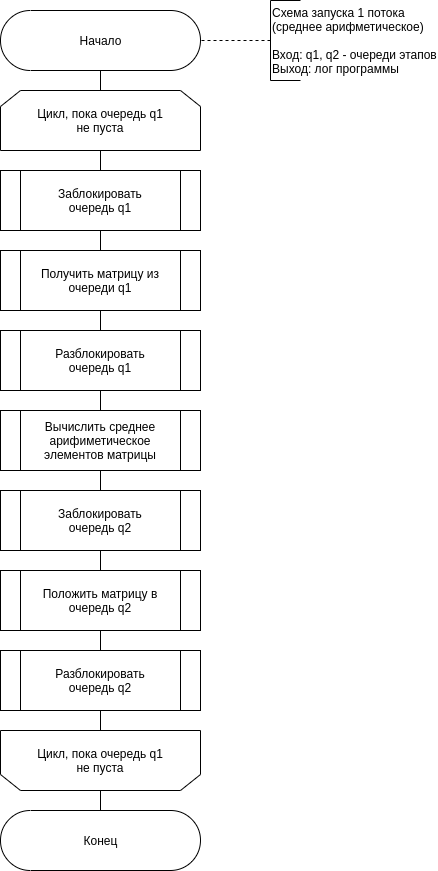 Начало
Схема запуска 1 потока
(среднее арифметическое)
Вход: q1, q2 - очереди этапов
Выход: лог программы
Цикл, пока очередь q1
не пуста
Заблокировать
очередь q1
Получить матрицу из
очереди q1
Разблокировать
очередь q1
Вычислить среднее
арифиметическое
элементов матрицы
Заблокировать
очередь q2
Положить матрицу в
очередь q2
Разблокировать
очередь q2
Цикл, пока очередь q1
не пуста
Конец